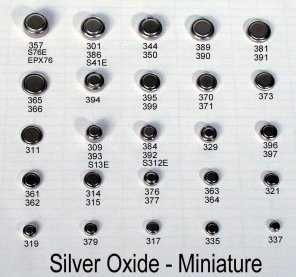 357 301 344 389 381
S76E 386 350 390 391
EPX76 S41E
365 394 395 370 373
366 399 371
311 309 384 329 396
393 392 397
S13E S312E
361 314 376 363 321
362 315 377 364
319 379 317 335 337
Silver Oxide - Miniature